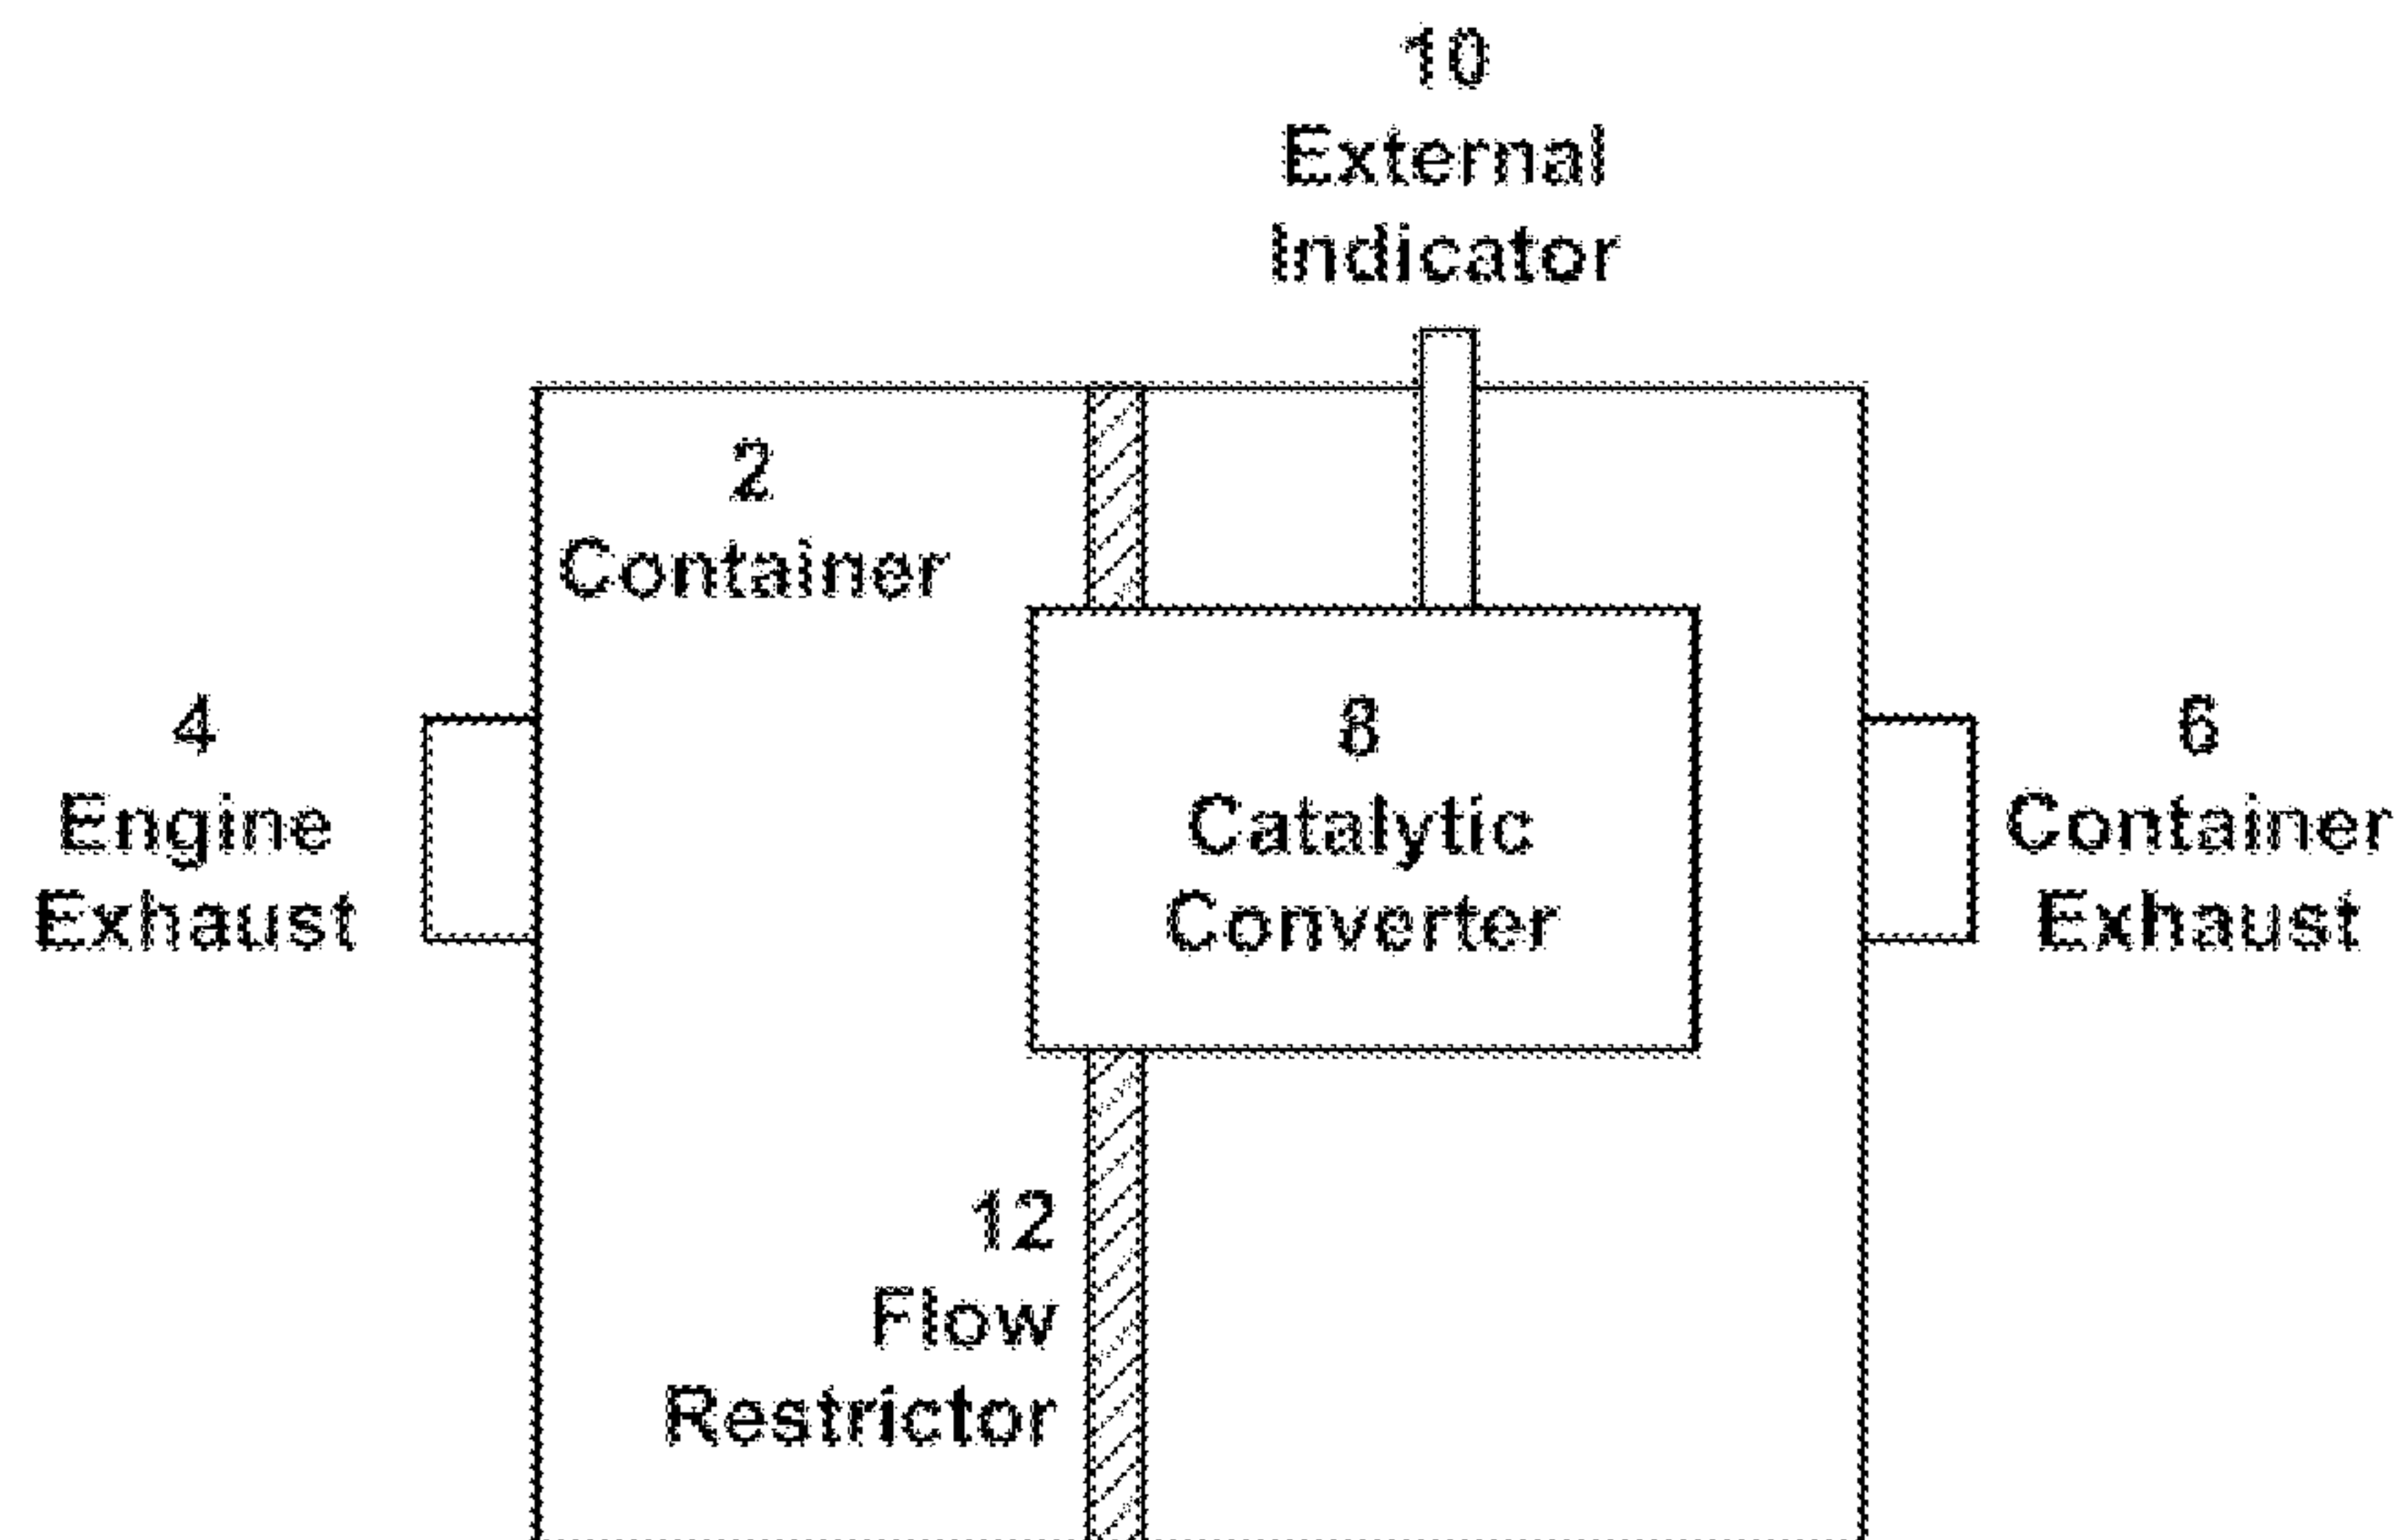 10
External
Indicator
2
Container
4
Engine
Exhaust
8
Catalytic
Converter
6
Container
Exhaust
12
Flow
Restrictor